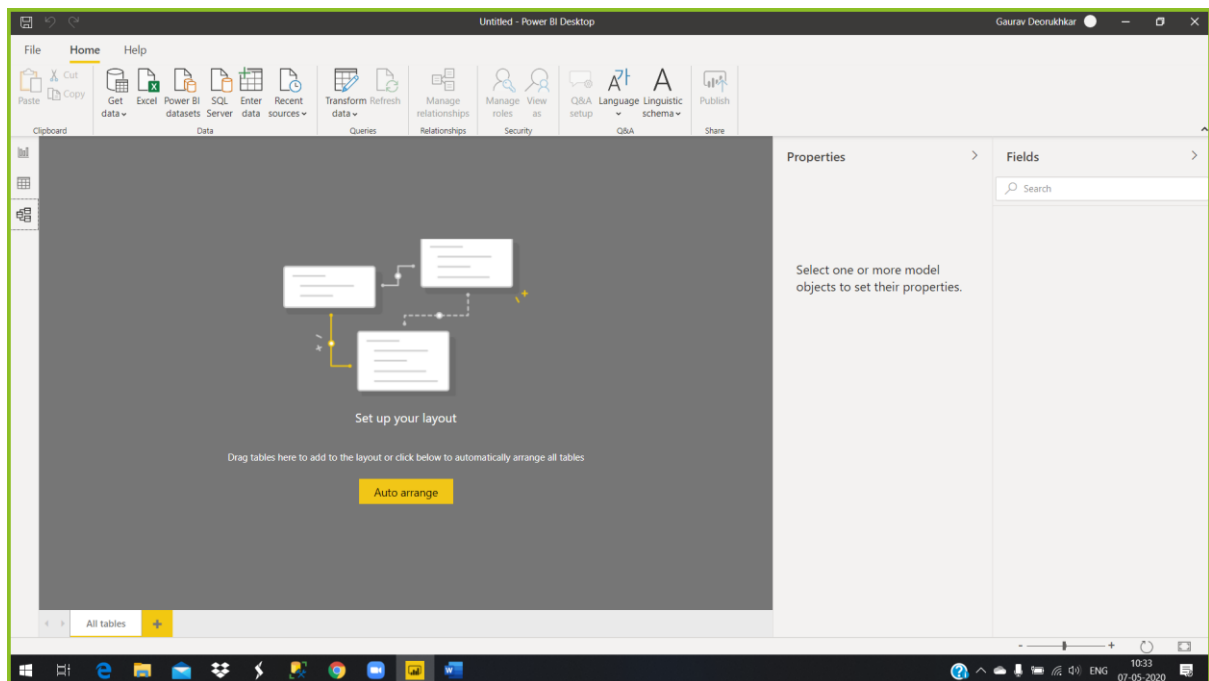 Untitled - Power BI Desktop
Gaurav Deorukhkar
File Home Help
Paste
Cut
Copy
Get data
Excel
Power BI datasets
SQL Server
Enter data
Recent sources
Transform data
Refresh
Manage relationships
Manage roles
View as
Q&A setup
Language
Linguistic schema
Publish
Clipboard
Data
Queries
Relationships
Security
Q&A
Share
Properties
Fields
Search
Select one or more model
objects to set their properties.
Set up your layout
Drag tables here to add to the layout or click below to automatically arrange all tables
Auto arrange
All tables
ENG
10:33
07-05-2020